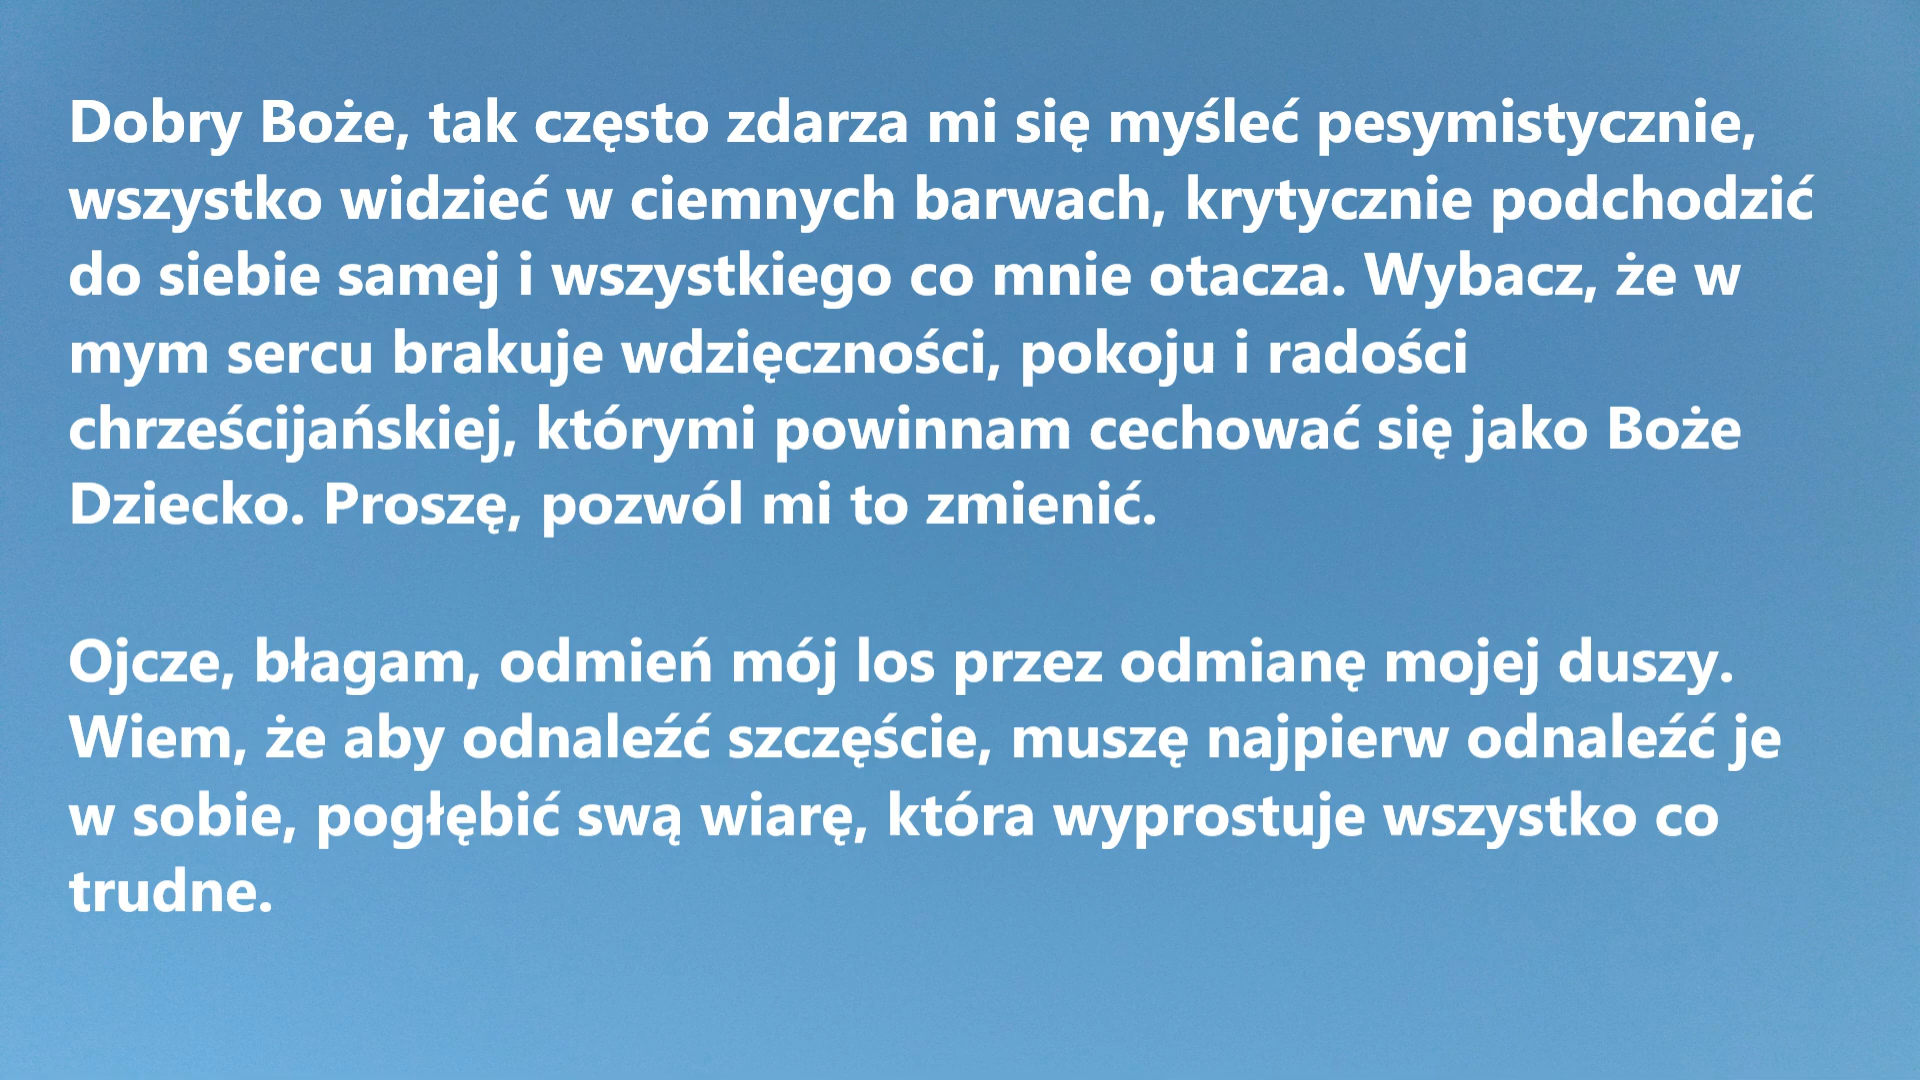 Dobry Boże, tak często zdarza mi się myśleć pesymistycznie,
wszystko widzieć w ciemnych barwach, krytycznie podchodzić
do siebie samej i wszystkiego co mnie otacza. Wybacz, że w
mym sercu brakuje wdzięczności, pokoju i radości
chrześcijańskiej, którymi powinnam cechować się jako Boże
Dziecko. Proszę, pozwól mi to zmienić.

Ojcze, błagam, odmień mój los przez odmianę mojej duszy.
Wiem, że aby odnaleźć szczęście, muszę najpierw odnaleźć je
w sobie, pogłębić swą wiarę, która wyprostuje wszystko co
trudne.